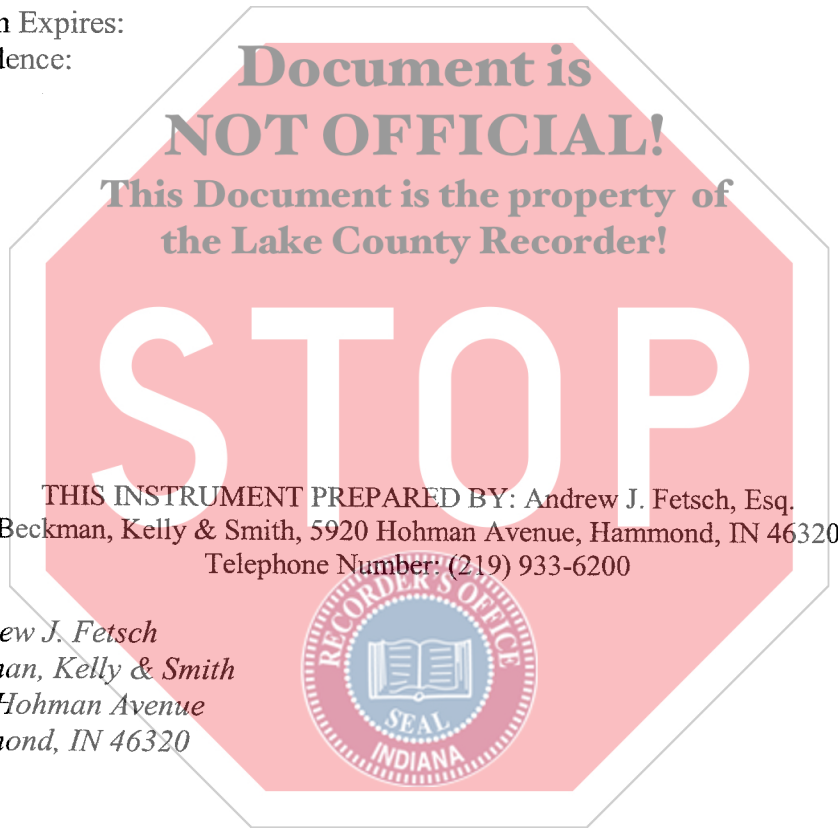 n Expires:
lence:
Document is
NOT OFFICIAL!
This Document is the property of
the Lake County Recorder!
STOP
THIS INSTRUMENT PREPARED BY: Andrew J. Fetsch, Esq.
Beckman, Kelly & Smith, 5920 Hohman Avenue, Hammond, IN 46320
Telephone Number: (219) 933-6200
RECORDER'S OFFICE
SEAL
INDIANA
ew J. Fetsch
nan, Kelly & Smith
Hohman Avenue
nond, IN 46320